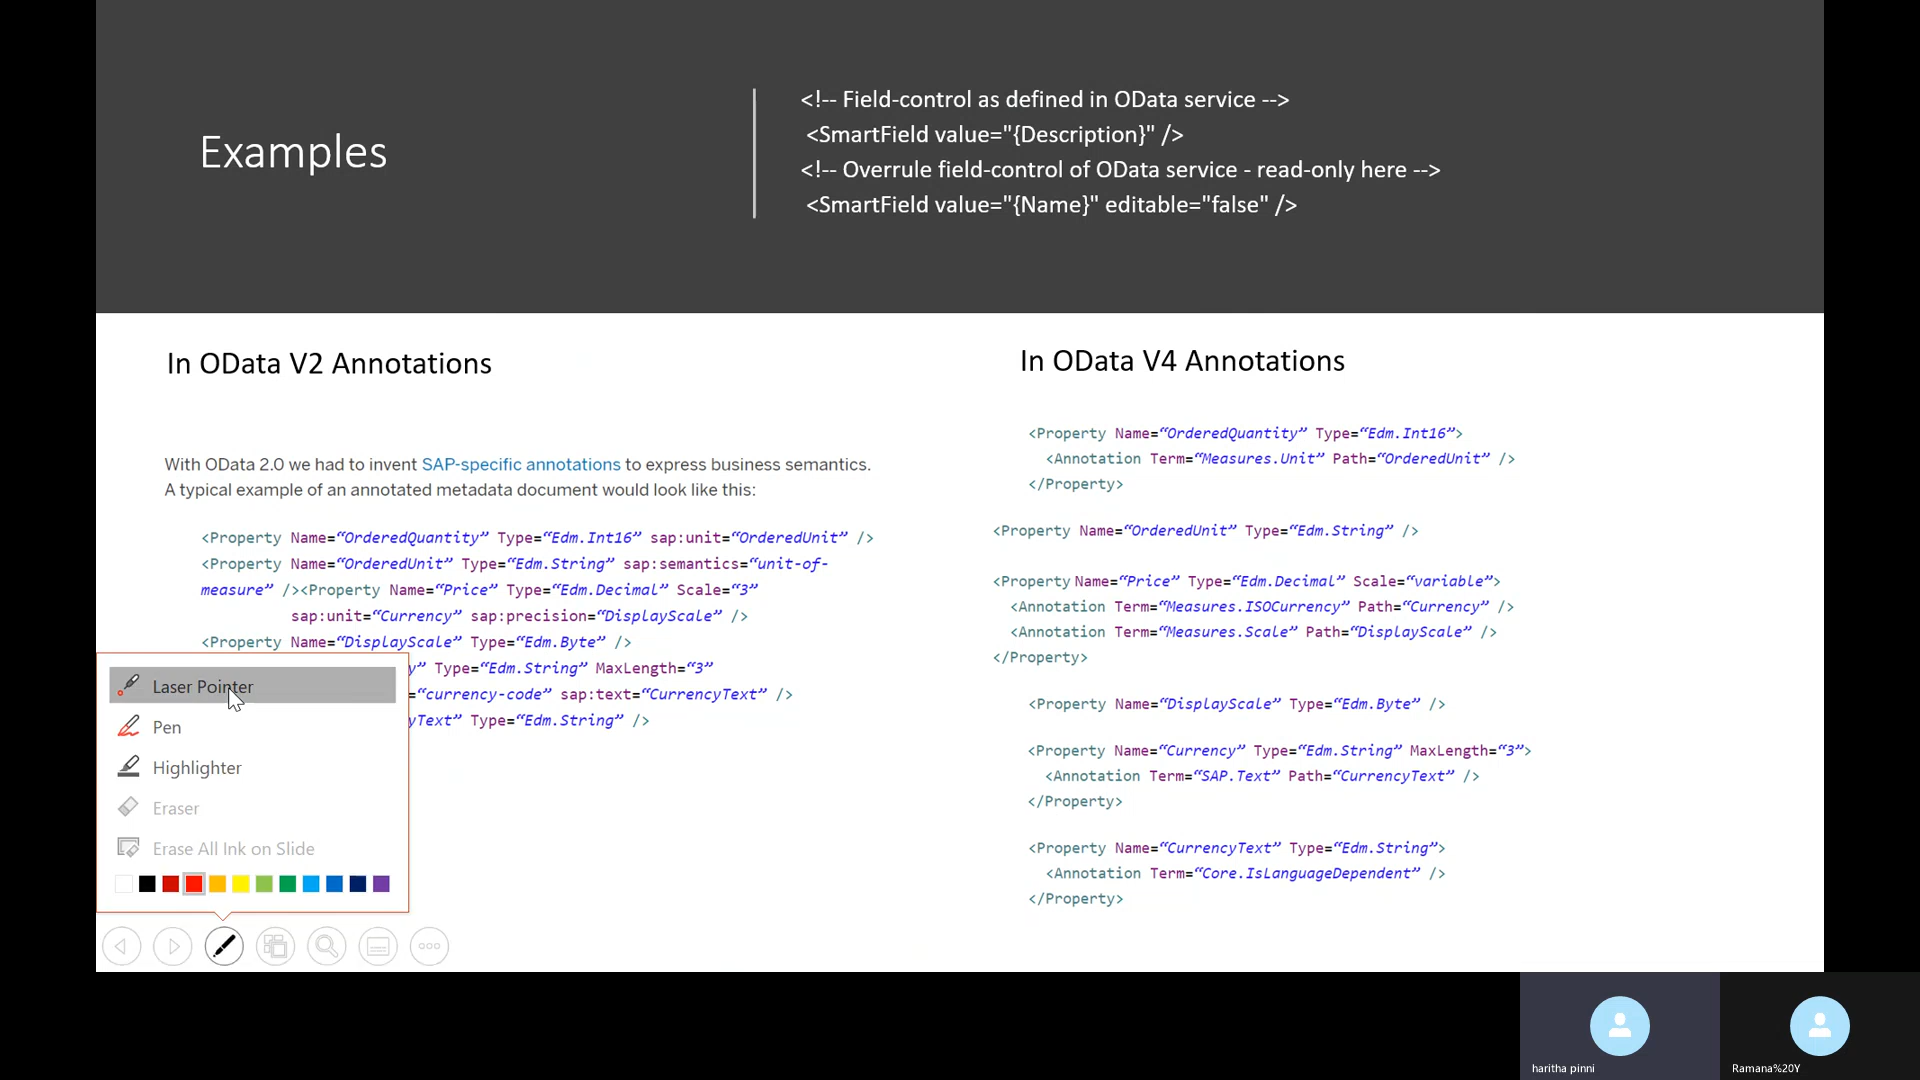 Examples
<!-- Field-control as defined in OData service -->
<SmartField value="{Description}" />
<!-- Overrule field-control of OData service - read-only here -->
<SmartField value="{Name}" editable="false" />
In OData V2 Annotations
With OData 2.0 we had to invent SAP-specific annotations to express business semantics.
A typical example of an annotated metadata document would look like this:
<Property Name=“OrderedQuantity” Type=“Edm.Int16” sap:unit=“OrderedUnit” />
<Property Name=“OrderedUnit” Type=“Edm.String” sap:semantics=“unit-of-
measure” /><Property Name=“Price” Type=“Edm.Decimal” Scale=“3”
sap:unit=“Currency” sap:precision=“DisplayScale” />
<Property Name=“DisplayScale” Type=“Edm.Byte” />
y” Type=“Edm.String” MaxLength=“3”
=“currency-code” sap:text=“CurrencyText” />
yText” Type=“Edm.String” />
Laser Pointer
Pen
Highlighter
Eraser
Erase All Ink on Slide
In OData V4 Annotations
<Property Name=“OrderedQuantity” Type=“Edm.Int16”>
<Annotation Term=“Measures.Unit” Path=“OrderedUnit” />
</Property>
<Property Name=“OrderedUnit” Type=“Edm.String” />
<Property Name=“Price” Type=“Edm.Decimal” Scale=“variable”>
<Annotation Term=“Measures.ISOCurrency” Path=“Currency” />
<Annotation Term=“Measures.Scale” Path=“DisplayScale” />
</Property>
<Property Name=“DisplayScale” Type=“Edm.Byte” />
<Property Name=“Currency” Type=“Edm.String” MaxLength=“3”>
<Annotation Term=“SAP.Text” Path=“CurrencyText” />
</Property>
<Property Name=“CurrencyText” Type=“Edm.String”>
<Annotation Term=“Core.IsLanguageDependent” />
</Property>
haritha pinni
Ramana%20Y